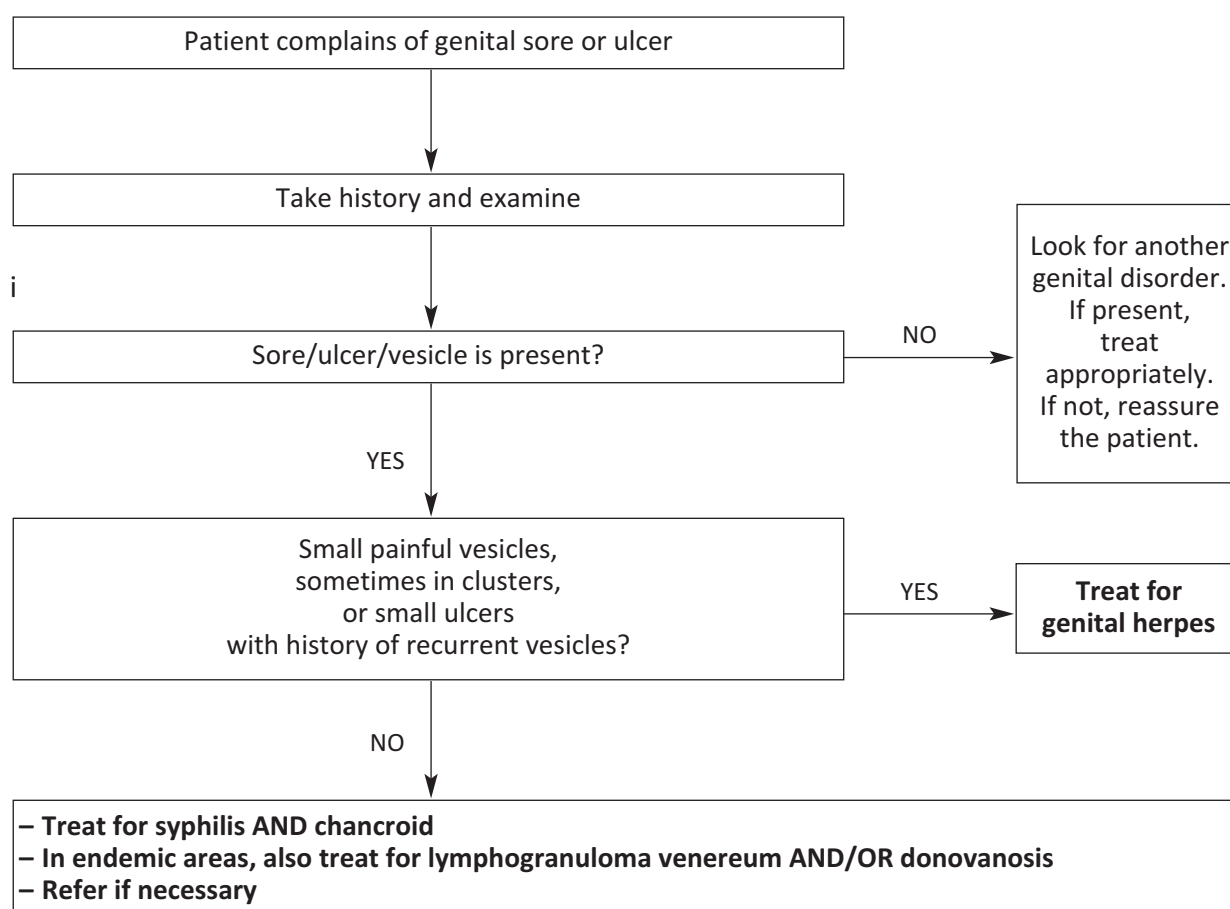 Patient complains of genital sore or ulcer
Take history and examine
i
Sore/ulcer/vesicle is present?
NO
Look for another
genital disorder.
If present,
treat
appropriately.
If not, reassure
the patient.
YES
Small painful vesicles,
sometimes in clusters,
or small ulcers
with history of recurrent vesicles?
YES
Treat for
genital herpes
NO
– Treat for syphilis AND chancroid
– In endemic areas, also treat for lymphogranuloma venereum AND/OR donovanosis
– Refer if necessary